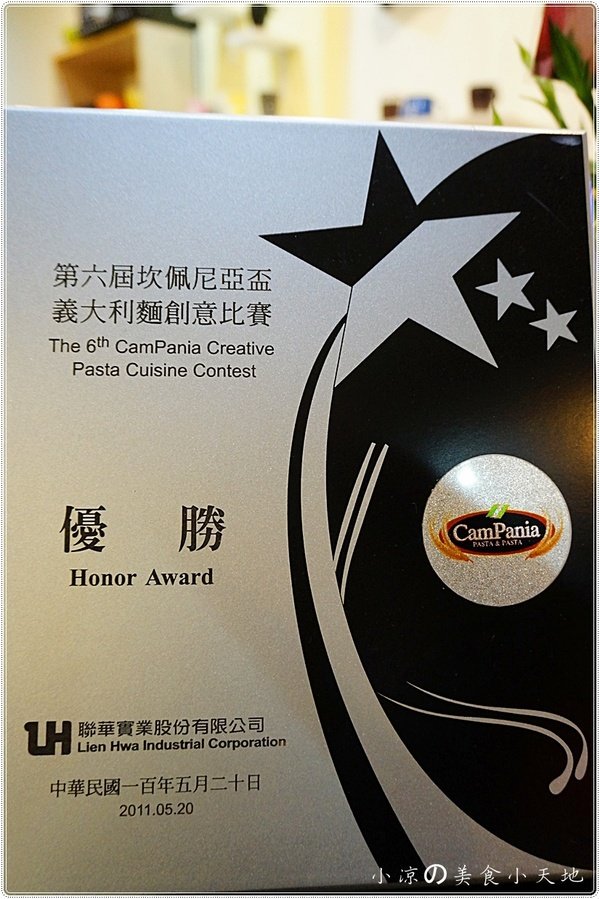 第六屆坎佩尼亞盃
義大利麵創意比賽
The 6th CamPania Creative
Pasta Cuisine Contest
優 勝
Honor Award
CamPania
PASTA & PASTA
LH 聯華實業股份有限公司
Lien Hwa Industrial Corporation
中華民國一百年五月二十日
2011.05.20
小涼の美食小天地